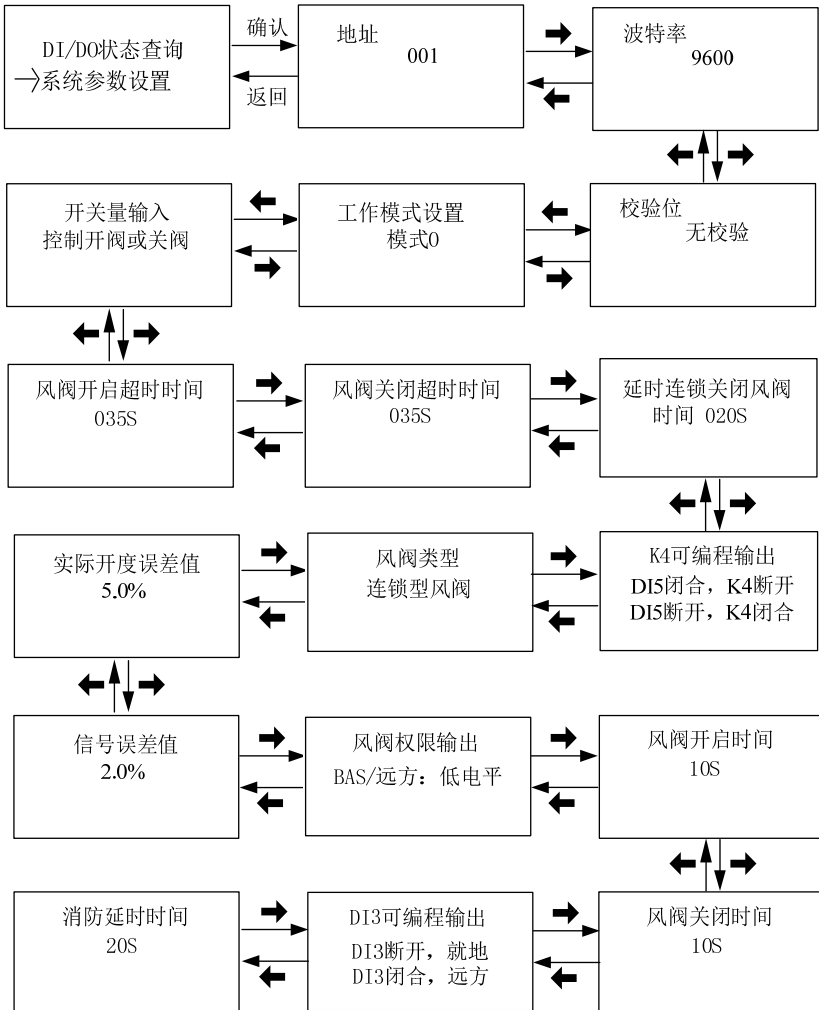 DI/DO状态查询
系统参数设置
确认
返回
地址
001
波特率
9600
开关量输入
控制开阀或关阀
工作模式设置
模式0
校验位
无校验
风阀开启超时时间
035S
风阀关闭超时时间
035S
延时连锁关闭风阀
时间 020S
实际开度误差值
5.0%
风阀类型
连锁型风阀
K4可编程输出
DI5闭合，K4断开
DI5断开，K4闭合
信号误差值
2.0%
风阀权限输出
BAS/远方：低电平
风阀开启时间
10S
消防延时时间
20S
DI3可编程输出
DI3断开，就地
DI3闭合，远方
风阀关闭时间
10S